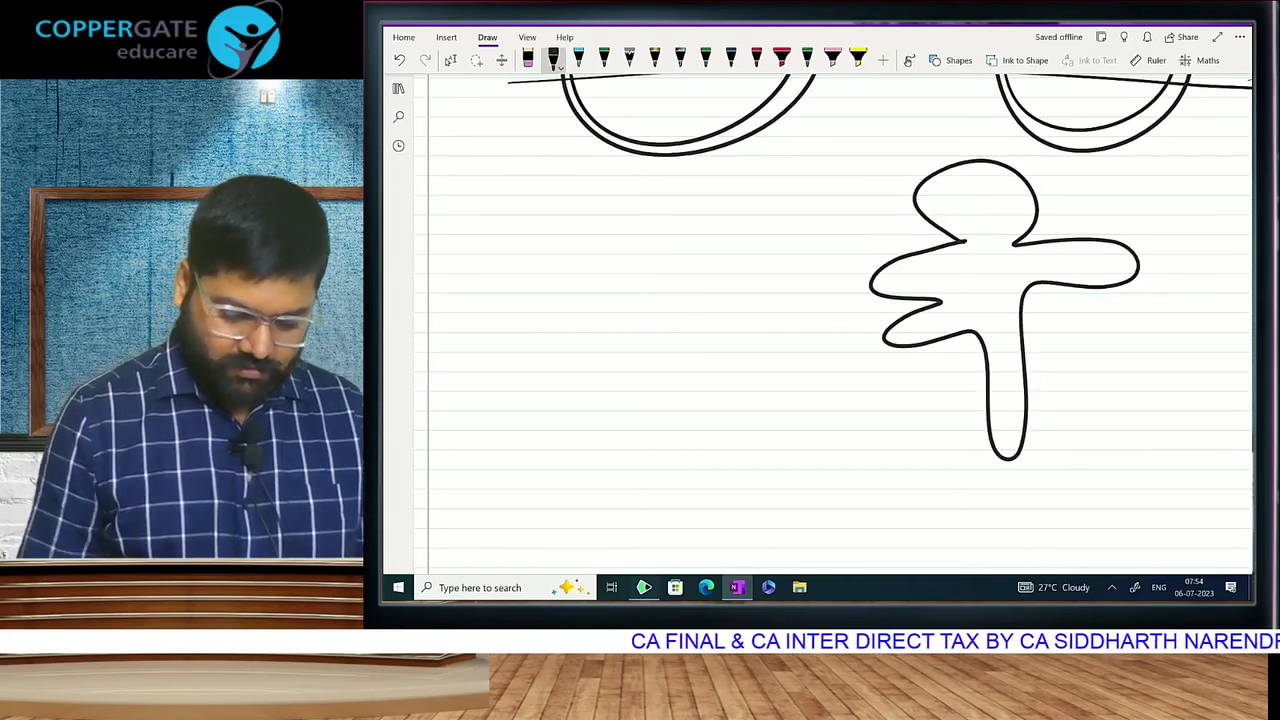 COPPERGATE
educare
Home Insert Draw View Help
Saved offline
Share
Shapes
Ink to Shape
Ink to Text
Ruler
Maths
Type here to search
27°C Cloudy
ENG
07:54
06-07-2023
CA FINAL & CA INTER DIRECT TAX BY CA SIDDHARTH NARENDR